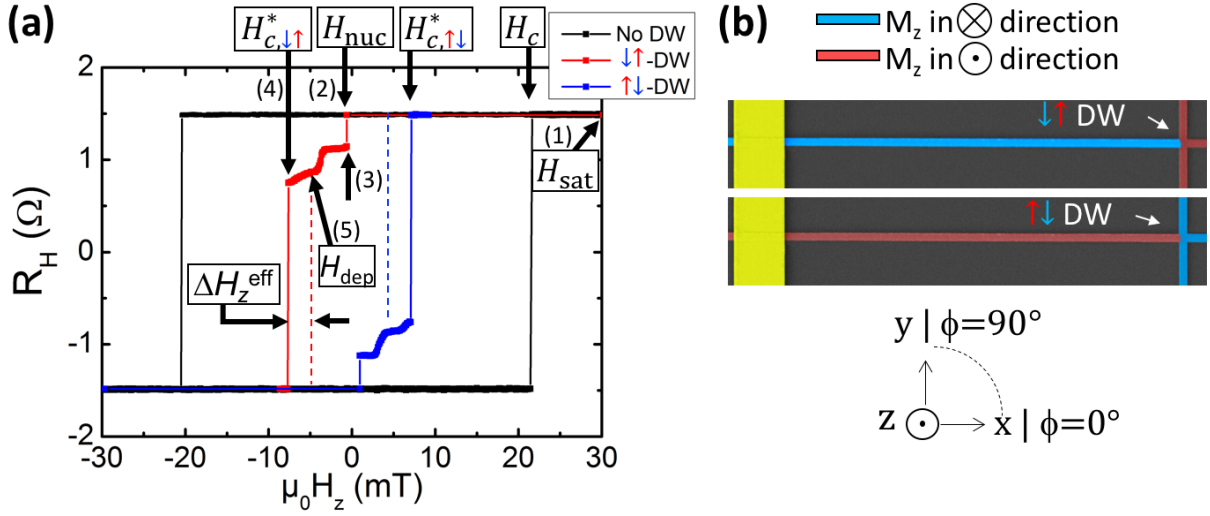 (a)
H*c,↓↑
Hnuc
H*c,↑↓
Hc
No DW
↓↑-DW
↑↓-DW
(4)
(2)
(1)
Hsat
(3)
(5)
Hdep
ΔHz^eff
2
1
0
-1
-2
RH (Ω)
-30
-20
-10
0
10
20
30
μ0Hz (mT)
(b)
Mz in ⊗ direction
Mz in ⊙ direction
↓↑ DW
↑↓ DW
y | ϕ=90°
z
x | ϕ=0°